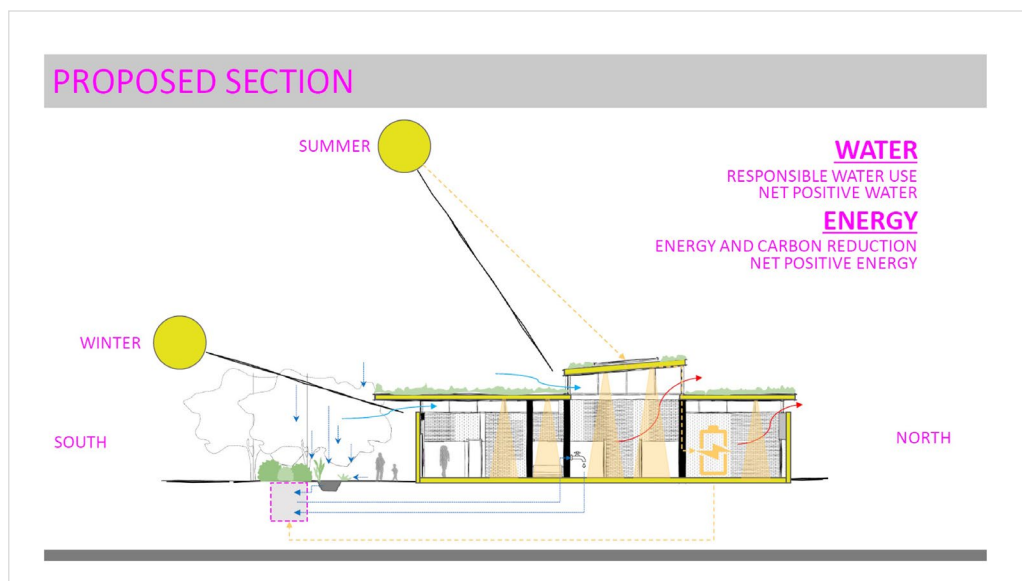 PROPOSED SECTION
SUMMER
WATER
RESPONSIBLE WATER USE
NET POSITIVE WATER
ENERGY
ENERGY AND CARBON REDUCTION
NET POSITIVE ENERGY
WINTER
SOUTH
NORTH